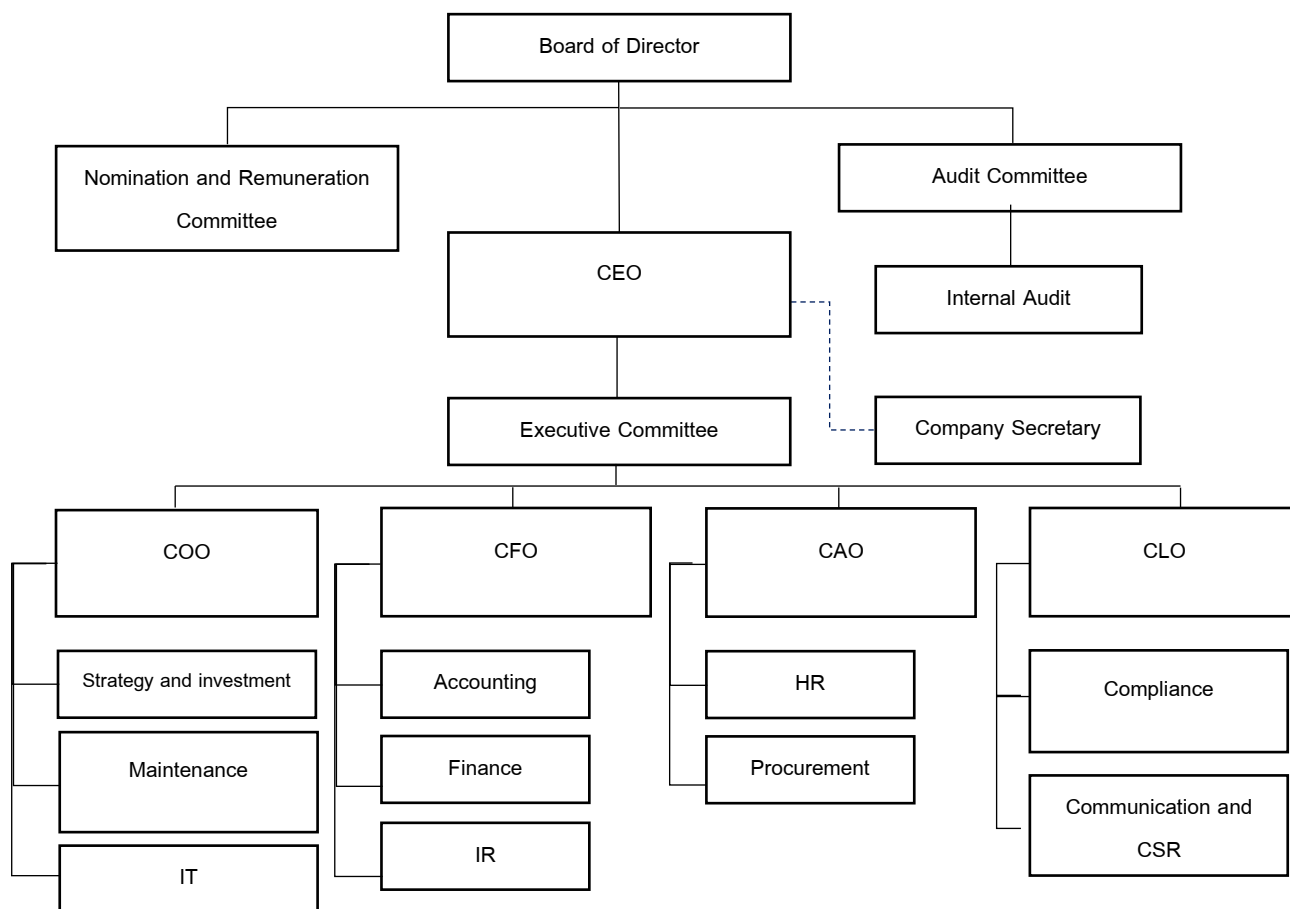 Board of Director
Nomination and Remuneration
Committee
Audit Committee
CEO
Internal Audit
Executive Committee
Company Secretary
COO
CFO
CAO
CLO
Strategy and investment
Accounting
HR
Compliance
Maintenance
Finance
Procurement
Communication and
CSR
IR
IT